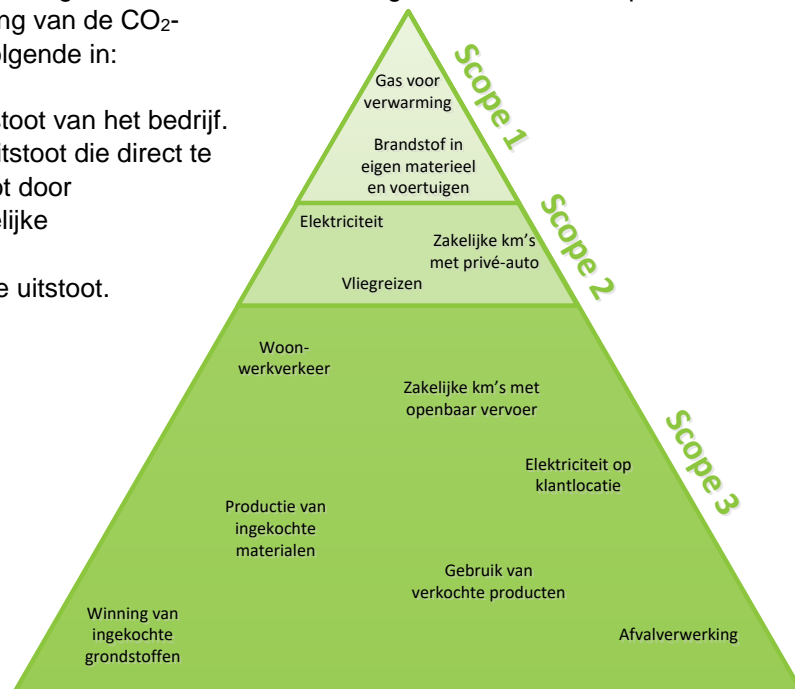 ng van de CO2-
olgende in:
toot van het bedrijf.
uitstoot die direct te
ot door
elijke
e uitstoot.
Scope 1
Gas voor
verwarming
Brandstof in
eigen materieel
en voertuigen
Scope 2
Elektriciteit
Zakelijke km's
met privé-auto
Vliegreizen
Scope 3
Woon-
werkverkeer
Zakelijke km's met
openbaar vervoer
Elektriciteit op
klantlocatie
Productie van
ingekochte
materialen
Gebruik van
verkochte producten
Winning van
ingekochte
grondstoffen
Afvalverwerking